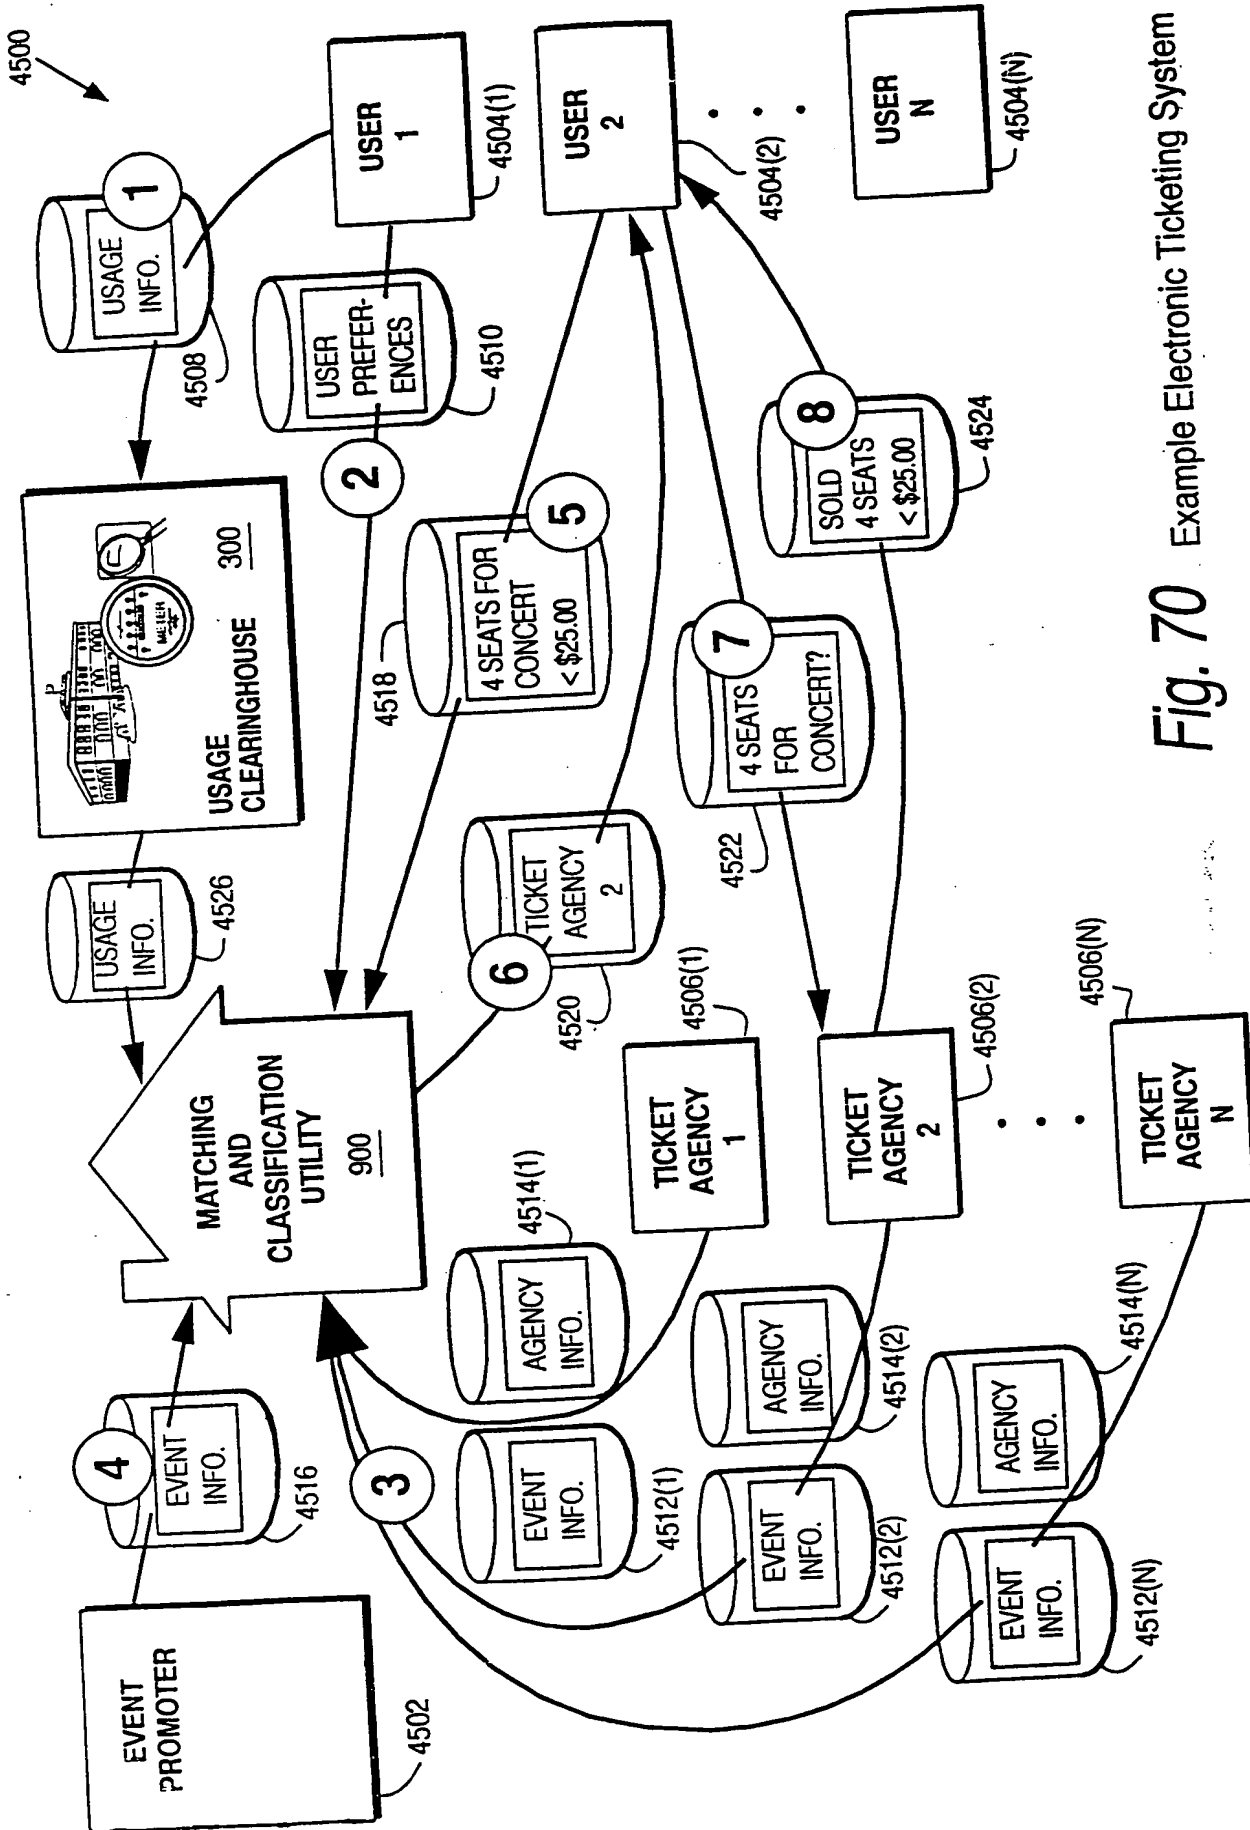 4500
EVENT
PROMOTER
4502
4
EVENT
INFO.
4516
MATCHING
AND
CLASSIFICATION
UTILITY
900
USAGE
INFO.
4526
METER
USAGE
CLEARINGHOUSE
300
1
USAGE
INFO.
4508
2
USER
PREFER-
ENCES
4510
USER
1
4504(1)
3
EVENT
INFO.
4512(1)
AGENCY
INFO.
4514(1)
6
TICKET
AGENCY
2
4520
4518
4 SEATS FOR
CONCERT
< $25.00
5
USER
2
4504(2)
TICKET
AGENCY
1
4506(1)
EVENT
INFO.
4512(2)
AGENCY
INFO.
4514(2)
TICKET
AGENCY
2
4506(2)
7
4 SEATS
FOR
CONCERT?
4522
8
SOLD
4 SEATS
< $25.00
4524
USER
N
4504(N)
EVENT
INFO.
4512(N)
AGENCY
INFO.
4514(N)
TICKET
AGENCY
N
4506(N)
Fig. 70 Example Electronic Ticketing System